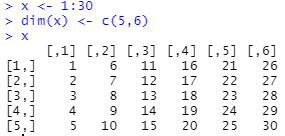 > x <- 1:30
> dim(x) <- c(5,6)
> x
     [,1] [,2] [,3] [,4] [,5] [,6]
[1,]    1    6   11   16   21   26
[2,]    2    7   12   17   22   27
[3,]    3    8   13   18   23   28
[4,]    4    9   14   19   24   29
[5,]    5   10   15   20   25   30